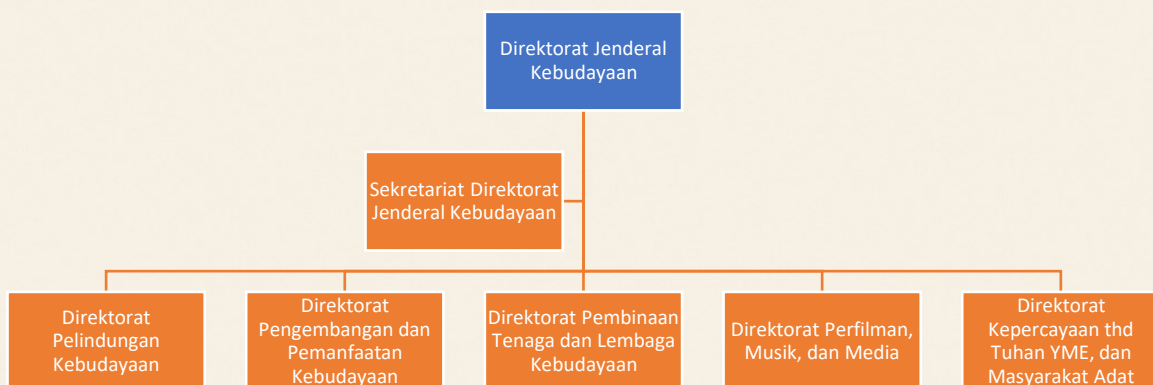 Direktorat Jenderal
Kebudayaan
Sekretariat Direktorat
Jenderal Kebudayaan
Direktorat
Pelindungan
Kebudayaan
Direktorat
Pengembangan dan
Pemanfaatan
Kebudayaan
Direktorat Pembinaan
Tenaga dan Lembaga
Kebudayaan
Direktorat Perfilman,
Musik, dan Media
Direktorat
Kepercayaan thd
Tuhan YME, dan
Masyarakat Adat